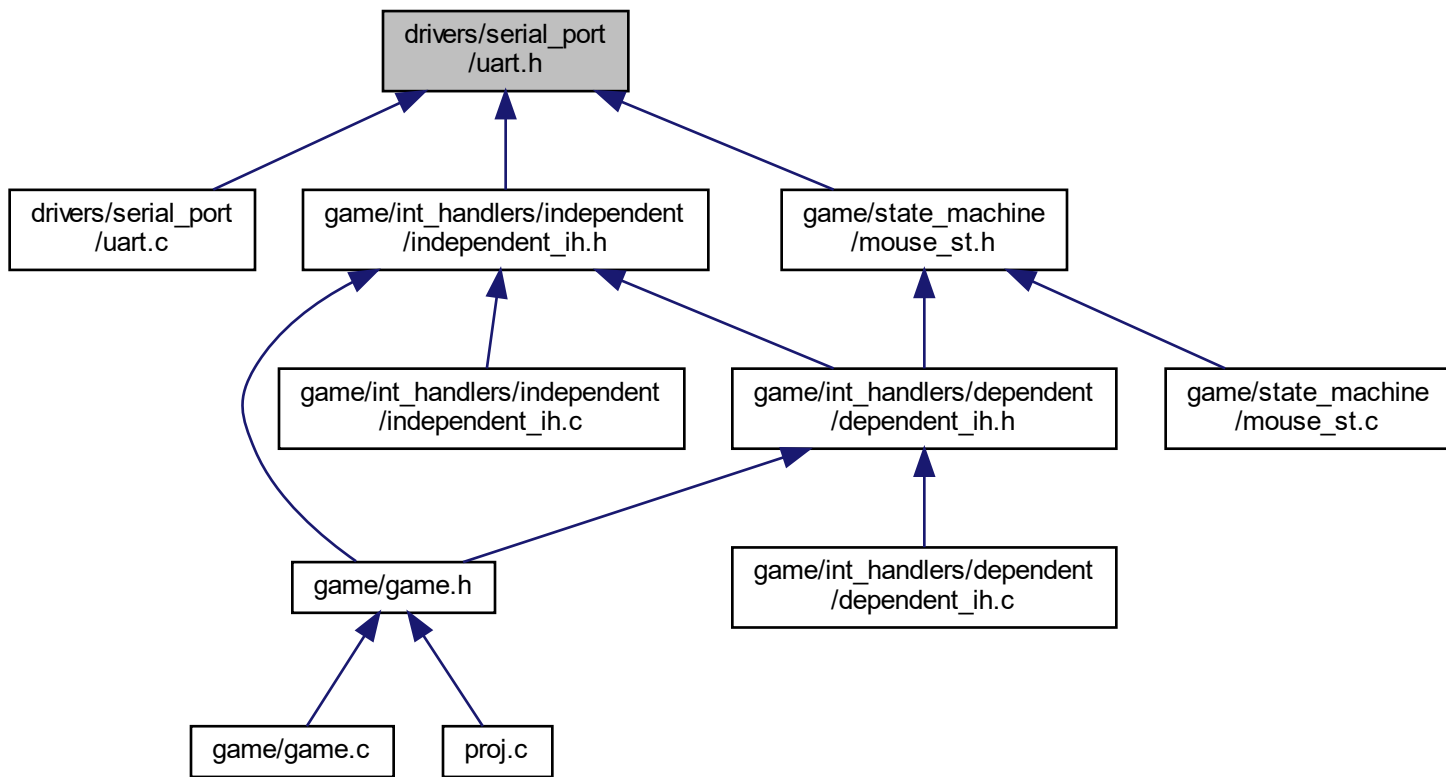 drivers/serial_port
/uart.h
drivers/serial_port
/uart.c
game/int_handlers/independent
/independent_ih.h
game/state_machine
/mouse_st.h
game/int_handlers/independent
/independent_ih.c
game/int_handlers/dependent
/dependent_ih.h
game/state_machine
/mouse_st.c
game/game.h
game/int_handlers/dependent
/dependent_ih.c
game/game.c
proj.c